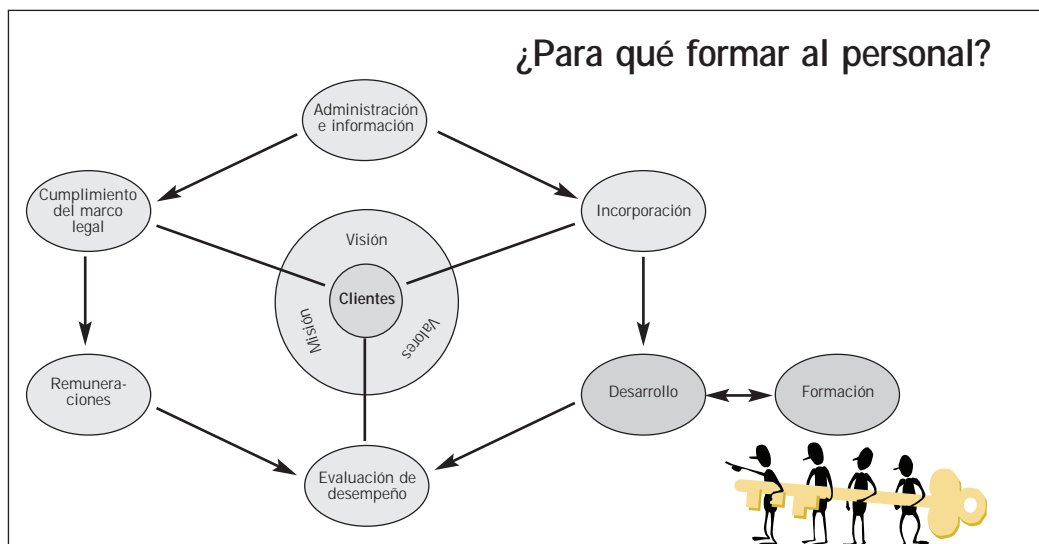 ¿Para qué formar al personal?
Administración
e información
Cumplimiento
del marco
legal
Incorporación
Visión
Clientes
Misión
Valores
Remunera-
ciones
Desarrollo
Formación
Evaluación de
desempeño